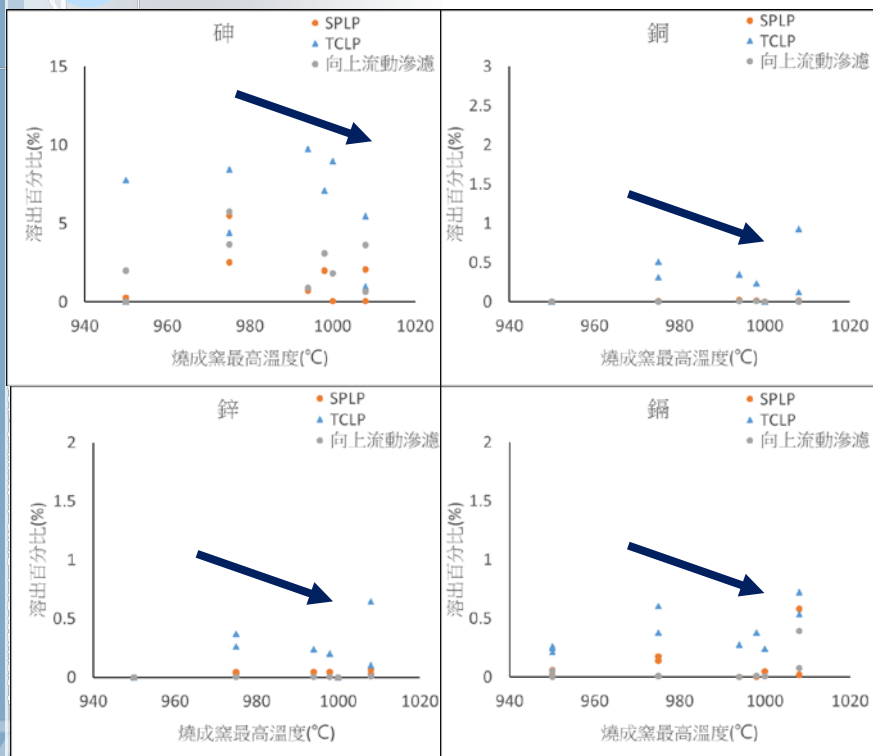 砷
SPLP
TCLP
向上流動滲濾
15
10
5
0
940
960
980
1000
1020
溶出百分比(%)
燒成窯最高溫度(℃)
銅
SPLP
TCLP
向上流動滲濾
3
2.5
2
1.5
1
0.5
0
940
960
980
1000
1020
溶出百分比(%)
燒成窯最高溫度(℃)
鋅
SPLP
TCLP
向上流動滲濾
2
1.5
1
0.5
0
940
960
980
1000
1020
溶出百分比(%)
燒成窯最高溫度(℃)
鎘
SPLP
TCLP
向上流動滲濾
2
1.5
1
0.5
0
940
960
980
1000
1020
溶出百分比(%)
燒成窯最高溫度(℃)